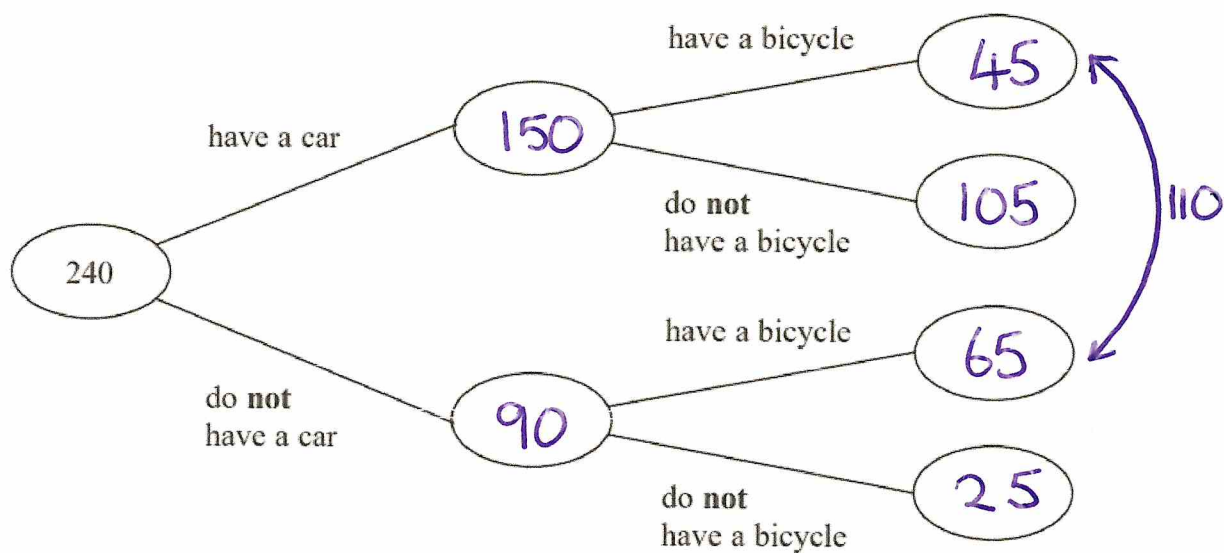 have a bicycle
45
have a car
150
do not
have a bicycle
105
110
240
have a bicycle
65
do not
have a car
90
do not
have a bicycle
25